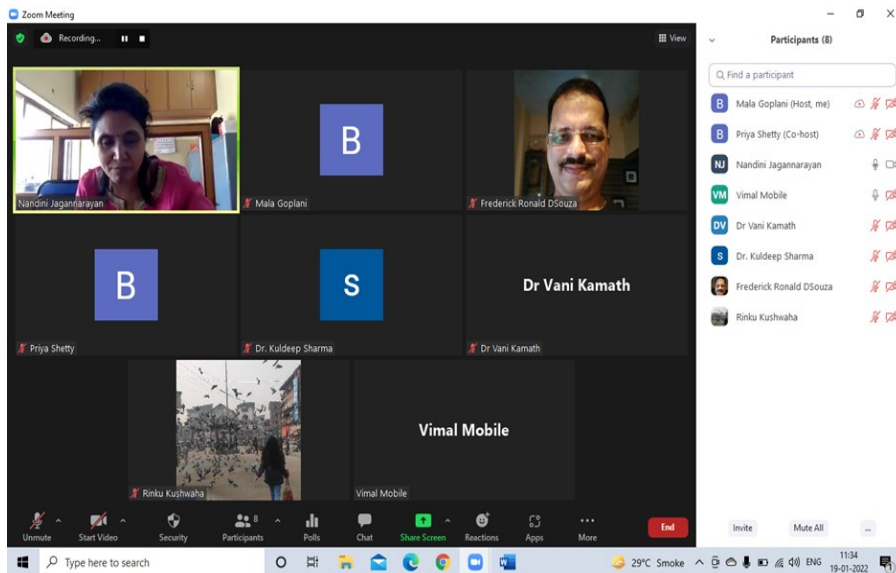 Zoom Meeting
Recording...
View
Nandini Jagannarayan
B
Mala Goplani
Frederick Ronald DSouza
B
Priya Shetty
S
Dr. Kuldeep Sharma
Dr Vani Kamath
Dr Vani Kamath
Rinku Kushwaha
Vimal Mobile
Vimal Mobile
Participants (8)
Find a participant
B Mala Goplani (Host, me)
B Priya Shetty (Co-host)
NJ Nandini Jagannarayan
VM Vimal Mobile
DV Dr Vani Kamath
S Dr. Kuldeep Sharma
Frederick Ronald DSouza
Rinku Kushwaha
Invite Mute All ...
Unmute Start Video Security Participants 8 Polls Chat Share Screen Reactions Apps More End
Type here to search
29°C Smoke ENG 11:34
19-01-2022